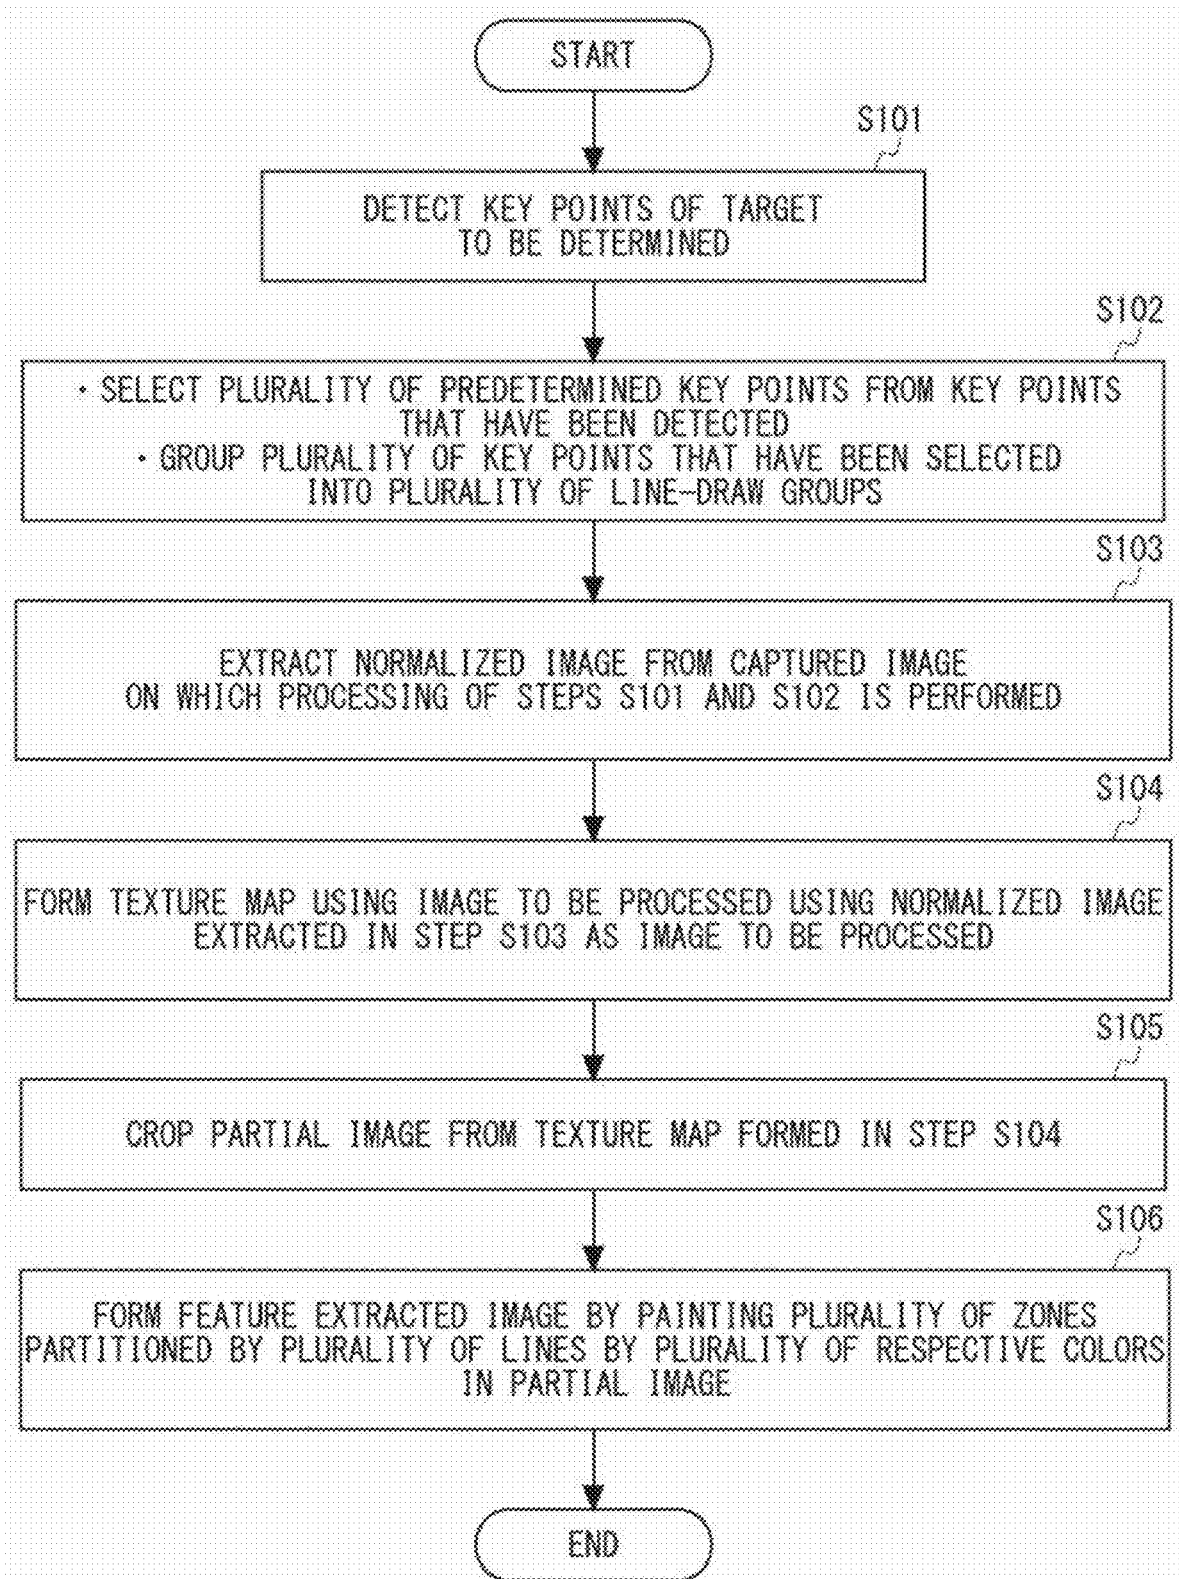 START
S101
DETECT KEY POINTS OF TARGET
TO BE DETERMINED
S102
・SELECT PLURALITY OF PREDETERMINED KEY POINTS FROM KEY POINTS
THAT HAVE BEEN DETECTED
・GROUP PLURALITY OF KEY POINTS THAT HAVE BEEN SELECTED
INTO PLURALITY OF LINE-DRAW GROUPS
S103
EXTRACT NORMALIZED IMAGE FROM CAPTURED IMAGE
ON WHICH PROCESSING OF STEPS S101 AND S102 IS PERFORMED
S104
FORM TEXTURE MAP USING IMAGE TO BE PROCESSED USING NORMALIZED IMAGE
EXTRACTED IN STEP S103 AS IMAGE TO BE PROCESSED
S105
CROP PARTIAL IMAGE FROM TEXTURE MAP FORMED IN STEP S104
S106
FORM FEATURE EXTRACTED IMAGE BY PAINTING PLURALITY OF ZONES
PARTITIONED BY PLURALITY OF LINES BY PLURALITY OF RESPECTIVE COLORS
IN PARTIAL IMAGE
END